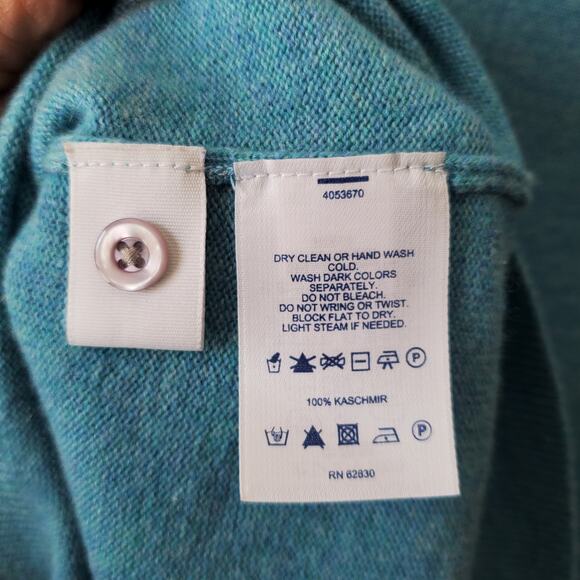 4053670
DRY CLEAN OR HAND WASH
COLD.
WASH DARK COLORS
SEPARATELY.
DO NOT BLEACH.
DO NOT WRING OR TWIST.
BLOCK FLAT TO DRY.
LIGHT STEAM IF NEEDED.
P
100% KASCHMIR
P
RN 62830